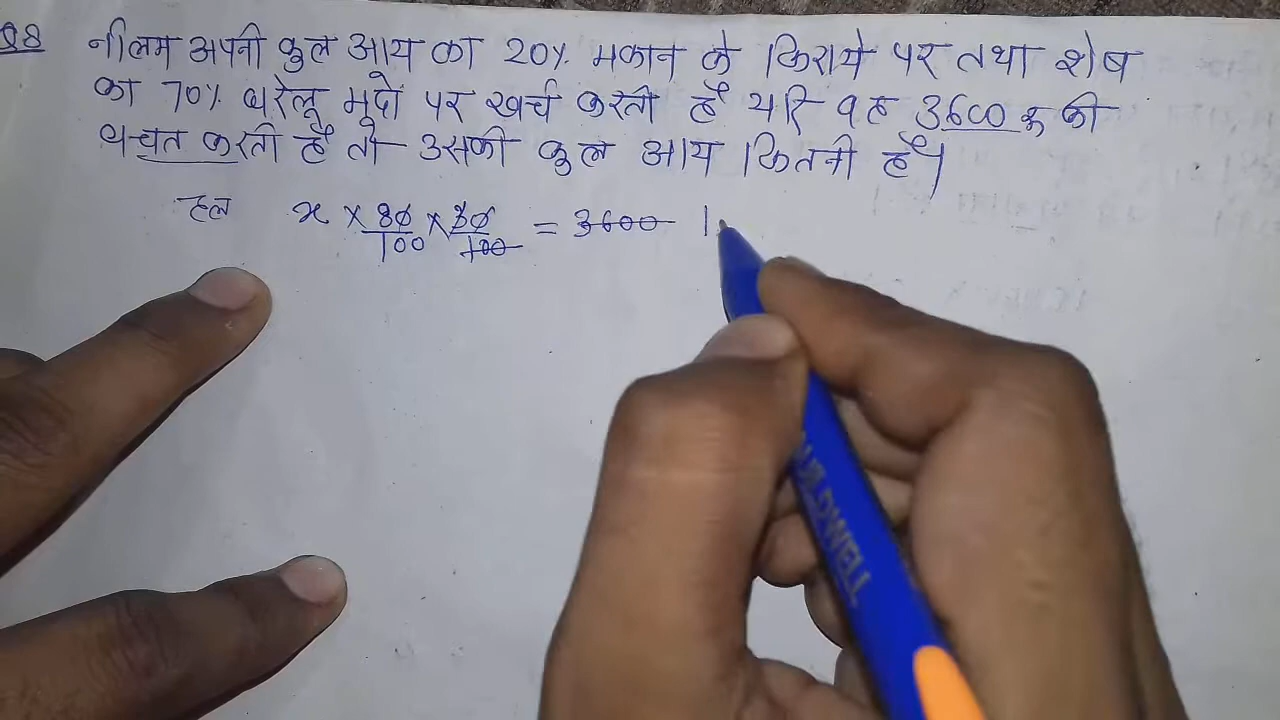 Q8 नीलम अपनी कुल आय का 20% मकान के किराये पर तथा शेष
का 70% घरेलू मुदों पर खर्च करती है यदि वह 3600 रू की
बचत करती है तो उसकी कुल आय कितनी है।
हल x × 80/100 × 30/100 = 3600 1